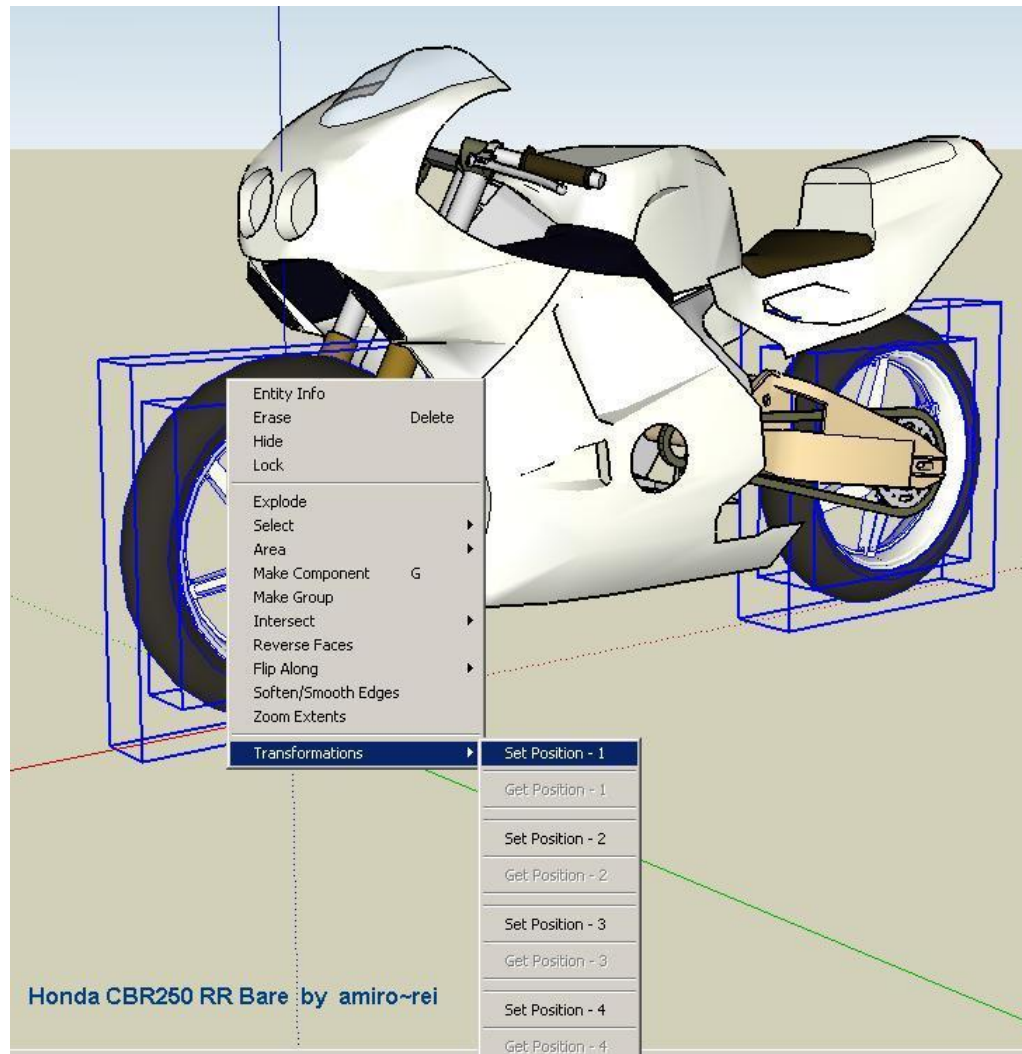 Entity Info
Erase Delete
Hide
Lock
Explode
Select
Area
Make Component G
Make Group
Intersect
Reverse Faces
Flip Along
Soften/Smooth Edges
Zoom Extents
Transformations
Set Position - 1
Get Position - 1
Set Position - 2
Get Position - 2
Set Position - 3
Get Position - 3
Set Position - 4
Get Position - 4
Honda CBR250 RR Bare by amiro~rei